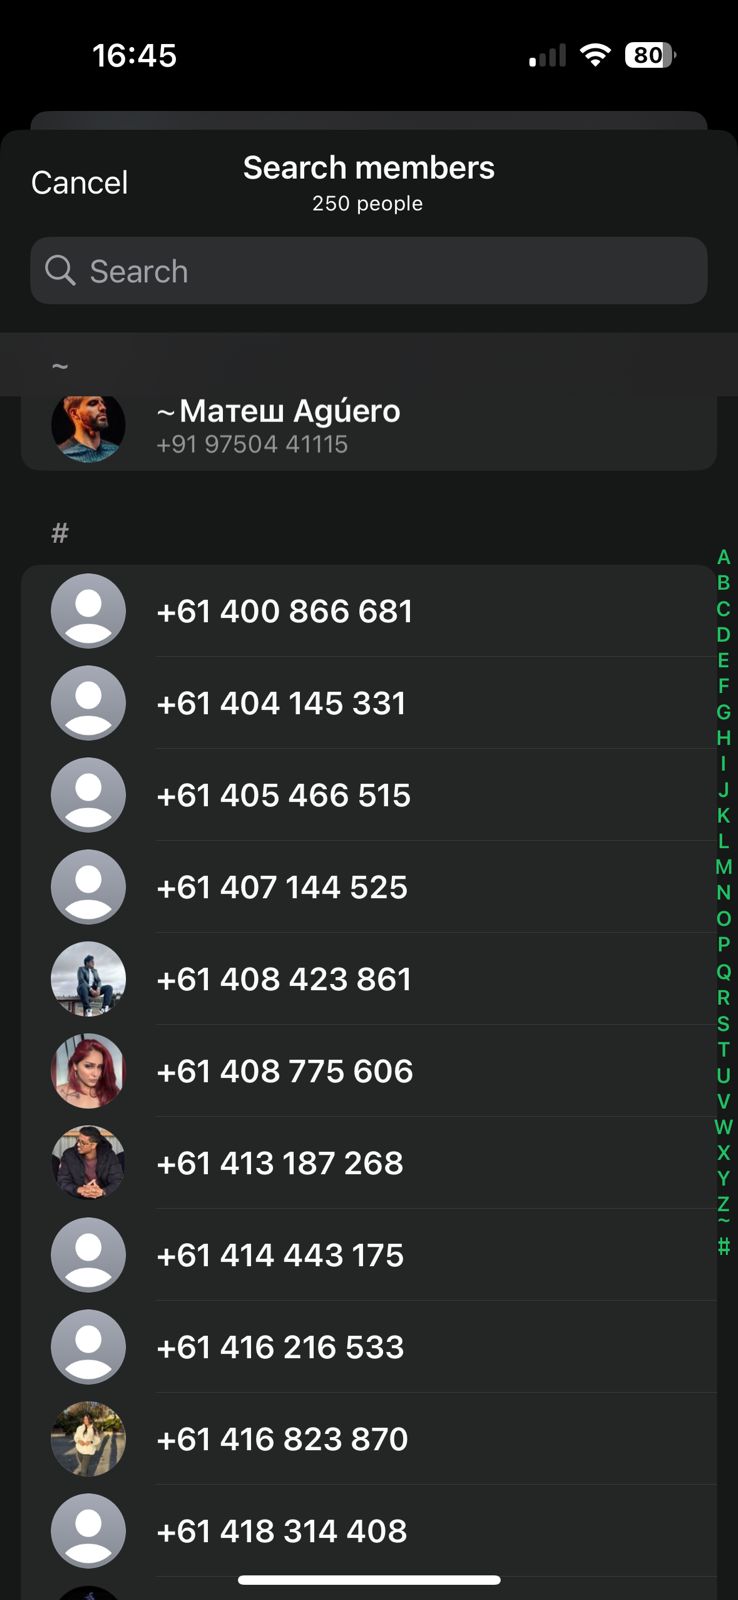 16:45
80
Cancel
Search members
250 people
Search
~
~Матеш Agúero
+91 97504 41115
#
+61 400 866 681
+61 404 145 331
+61 405 466 515
+61 407 144 525
+61 408 423 861
+61 408 775 606
+61 413 187 268
+61 414 443 175
+61 416 216 533
+61 416 823 870
+61 418 314 408
A
B
C
D
E
F
G
H
I
J
K
L
M
N
O
P
Q
R
S
T
U
V
W
X
Y
Z
~
#